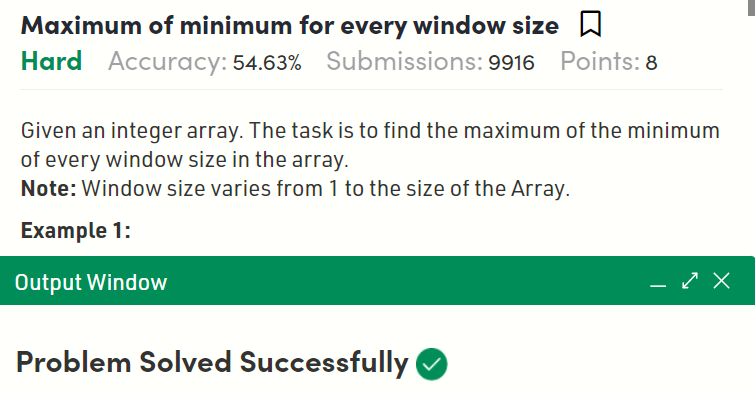 Maximum of minimum for every window size
Hard Accuracy: 54.63% Submissions: 9916 Points: 8
Given an integer array. The task is to find the maximum of the minimum
of every window size in the array.
Note: Window size varies from 1 to the size of the Array.
Example 1:
Output Window
Problem Solved Successfully